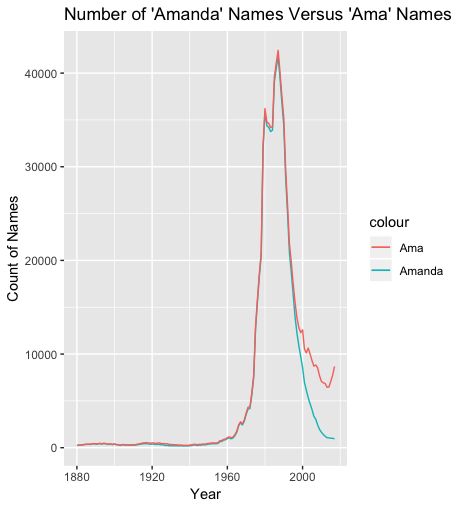 Number of 'Amanda' Names Versus 'Ama' Names
Count of Names
40000
30000
20000
10000
0
1880
1920
1960
2000
Year
colour
Ama
Amanda